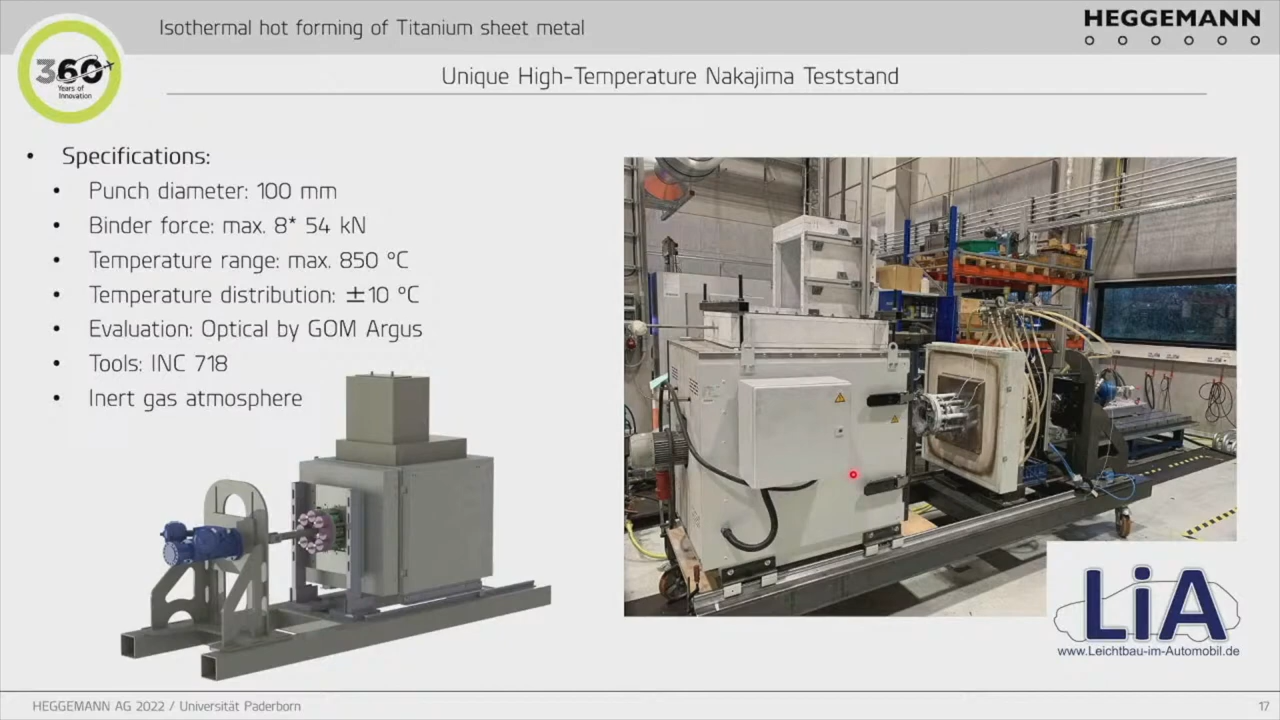 Isothermal hot forming of Titanium sheet metal
HEGGEMANN
360
Years of
Innovation
Unique High-Temperature Nakajima Teststand
• Specifications:
• Punch diameter: 100 mm
• Binder force: max. 8* 54 kN
• Temperature range: max. 850 °C
• Temperature distribution: ±10 °C
• Evaluation: Optical by GOM Argus
• Tools: INC 718
• Inert gas atmosphere
LiA
www.Leichtbau-im-Automobil.de
HEGGEMANN AG 2022 / Universität Paderborn
17